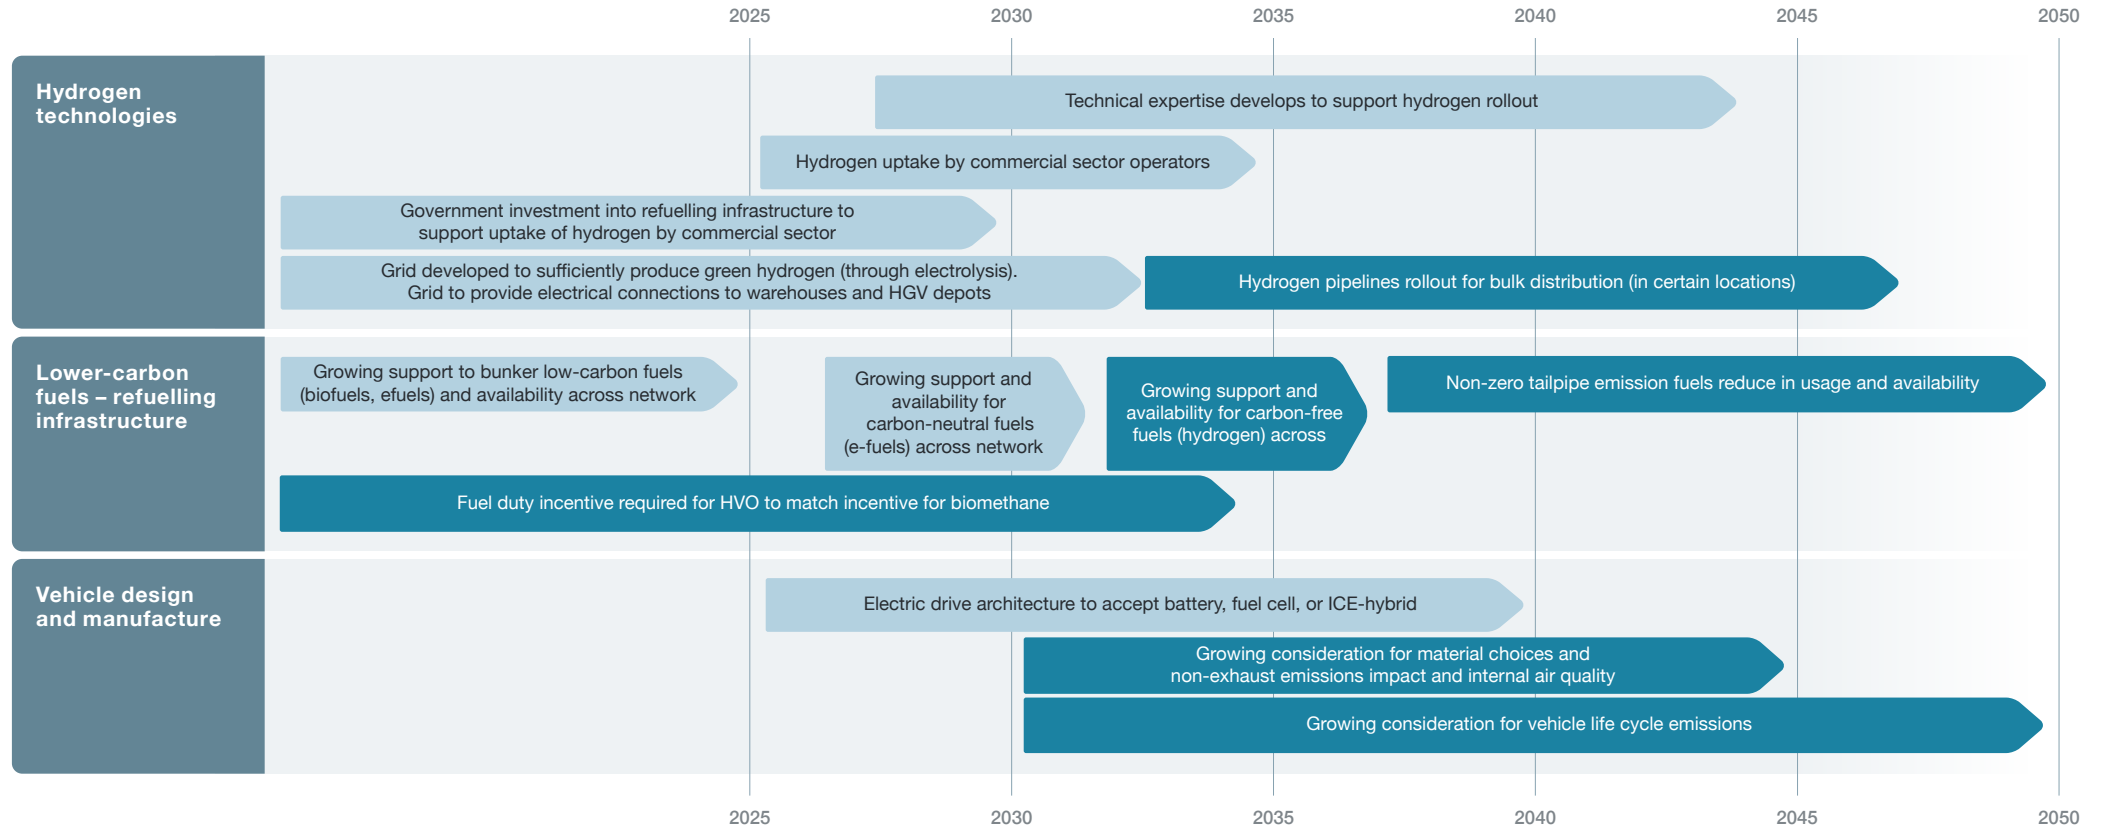 2025
2030
2035
2040
2045
2050
Hydrogen
technologies
Technical expertise develops to support hydrogen rollout
Hydrogen uptake by commercial sector operators
Government investment into refuelling infrastructure to
support uptake of hydrogen by commercial sector
Grid developed to sufficiently produce green hydrogen (through electrolysis).
Grid to provide electrical connections to warehouses and HGV depots
Hydrogen pipelines rollout for bulk distribution (in certain locations)
Lower-carbon
fuels – refuelling
infrastructure
Growing support to bunker low-carbon fuels
(biofuels, efuels) and availability across network
Growing support and
availability for
carbon-neutral fuels
(e-fuels) across network
Growing support and
availability for carbon-free
fuels (hydrogen) across
Non-zero tailpipe emission fuels reduce in usage and availability
Fuel duty incentive required for HVO to match incentive for biomethane
Vehicle design
and manufacture
Electric drive architecture to accept battery, fuel cell, or ICE-hybrid
Growing consideration for material choices and
non-exhaust emissions impact and internal air quality
Growing consideration for vehicle life cycle emissions
2025
2030
2035
2040
2045
2050